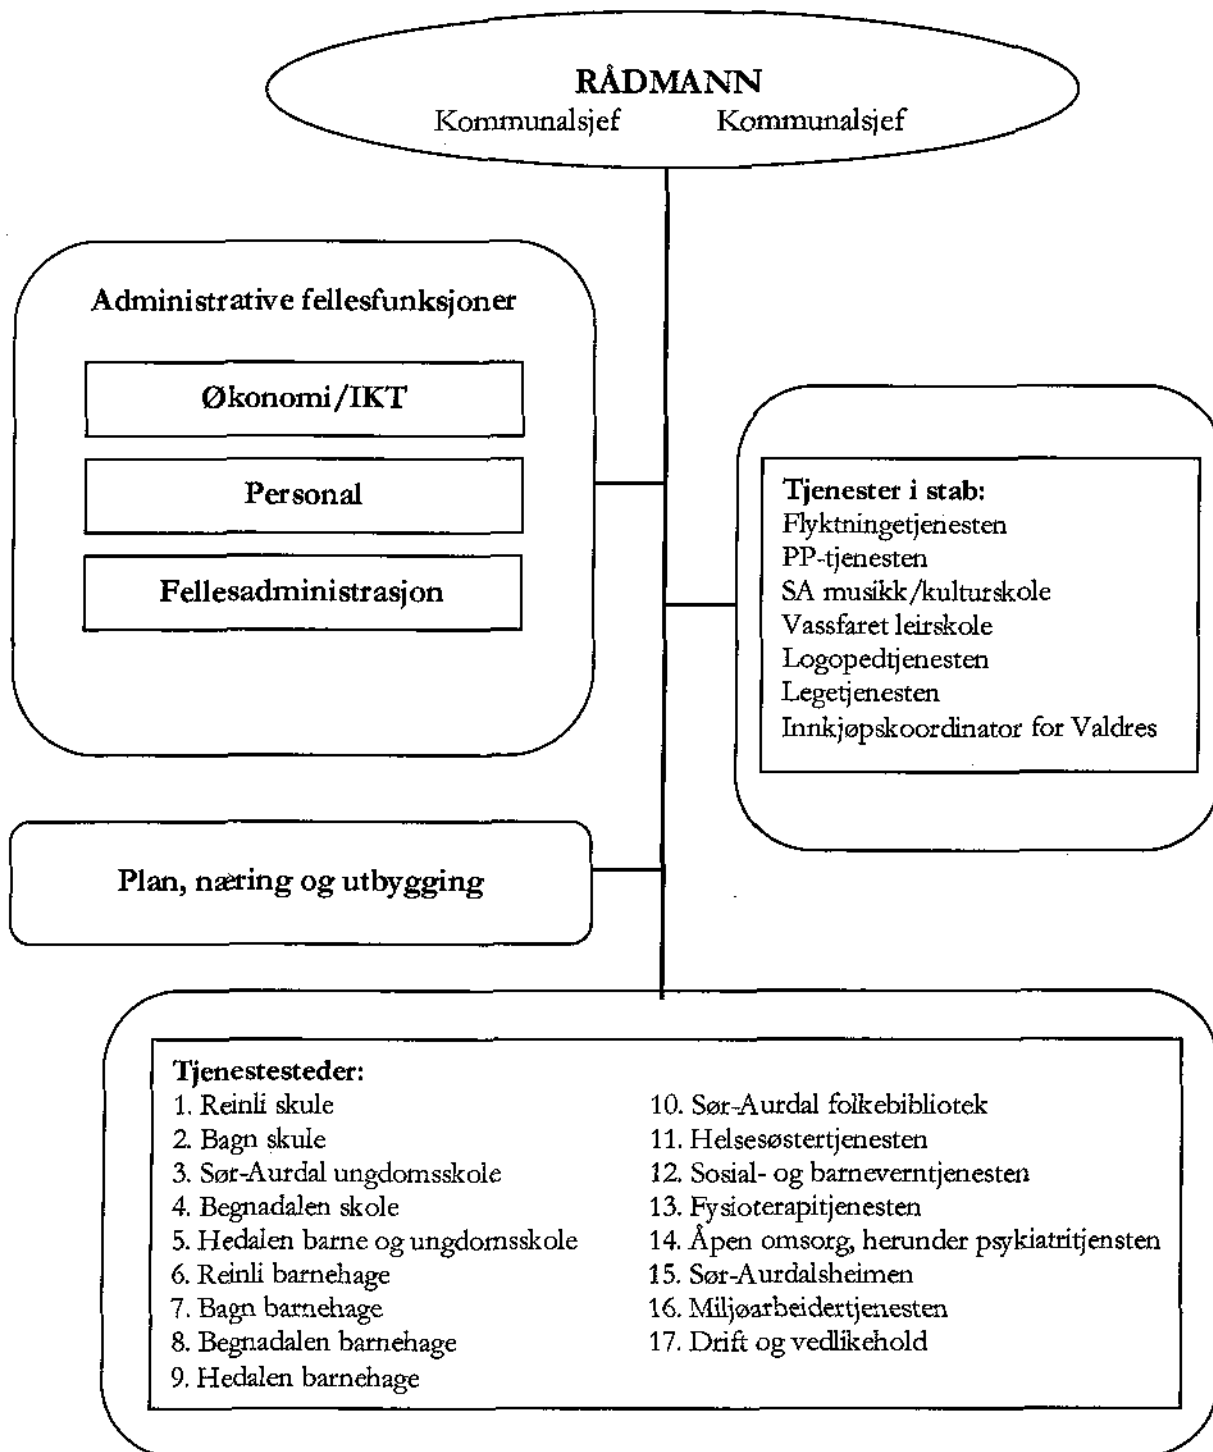 RÅDMANN
Kommunalsjef Kommunalsjef
Administrative fellesfunksjoner
Økonomi/IKT
Personal
Fellesadministrasjon
Tjenester i stab:
Flyktningetjenesten
PP-tjenesten
SA musikk/kulturskole
Vassfaret leirskole
Logopedtjenesten
Legetjenesten
Innkjøpskoordinator for Valdres
Plan, næring og utbygging
Tjenestesteder:
1. Reinli skule
2. Bagn skule
3. Sør-Aurdal ungdomsskole
4. Begnadalen skole
5. Hedalen barne og ungdomsskole
6. Reinli barnehage
7. Bagn barnehage
8. Begnadalen barnehage
9. Hedalen barnehage
10. Sør-Aurdal folkebibliotek
11. Helsesøstertjenesten
12. Sosial- og barneverntjenesten
13. Fysioterapitjenesten
14. Åpen omsorg, herunder psykiatritjensten
15. Sør-Aurdalsheimen
16. Miljøarbeidertjenesten
17. Drift og vedlikehold